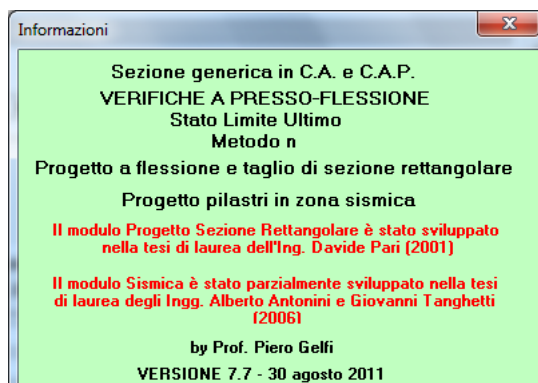 Informazioni
Sezione generica in C.A. e C.A.P.
VERIFICHE A PRESSO-FLESSIONE
Stato Limite Ultimo
Metodo n
Progetto a flessione e taglio di sezione rettangolare
Progetto pilastri in zona sismica
Il modulo Progetto Sezione Rettangolare è stato sviluppato
nella tesi di laurea dell'Ing. Davide Pari (2001)
Il modulo Sismica è stato parzialmente sviluppato nella tesi
di laurea degli Ingg. Alberto Antonini e Giovanni Tanghetti
(2006)
by Prof. Piero Gelfi
VERSIONE 7.7 - 30 agosto 2011